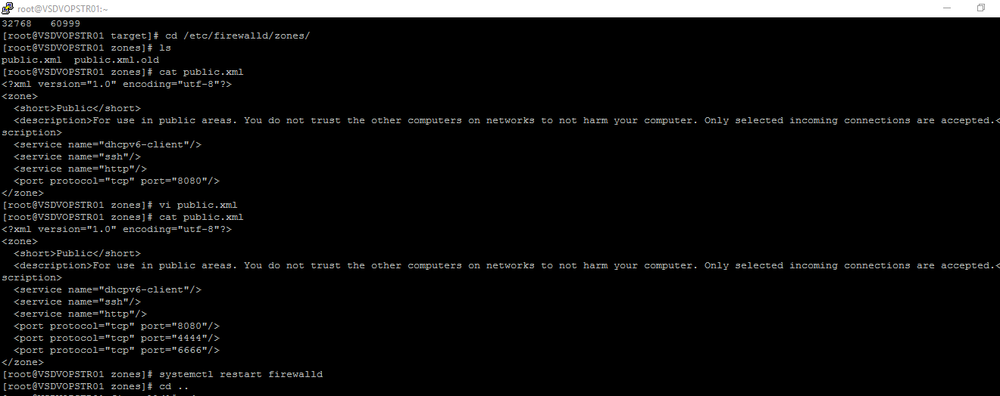 root@VSDVOPSTR01:~
32768   60999
[root@VSDVOPSTR01 target]# cd /etc/firewalld/zones/
[root@VSDVOPSTR01 zones]# ls
public.xml  public.xml.old
[root@VSDVOPSTR01 zones]# cat public.xml
<?xml version="1.0" encoding="utf-8"?>
<zone>
  <short>Public</short>
  <description>For use in public areas. You do not trust the other computers on networks to not harm your computer. Only selected incoming connections are accepted.<
scription>
  <service name="dhcpv6-client"/>
  <service name="ssh"/>
  <service name="http"/>
  <port protocol="tcp" port="8080"/>
</zone>
[root@VSDVOPSTR01 zones]# vi public.xml
[root@VSDVOPSTR01 zones]# cat public.xml
<?xml version="1.0" encoding="utf-8"?>
<zone>
  <short>Public</short>
  <description>For use in public areas. You do not trust the other computers on networks to not harm your computer. Only selected incoming connections are accepted.<
scription>
  <service name="dhcpv6-client"/>
  <service name="ssh"/>
  <service name="http"/>
  <port protocol="tcp" port="8080"/>
  <port protocol="tcp" port="4444"/>
  <port protocol="tcp" port="6666"/>
</zone>
[root@VSDVOPSTR01 zones]# systemctl restart firewalld
[root@VSDVOPSTR01 zones]# cd ..